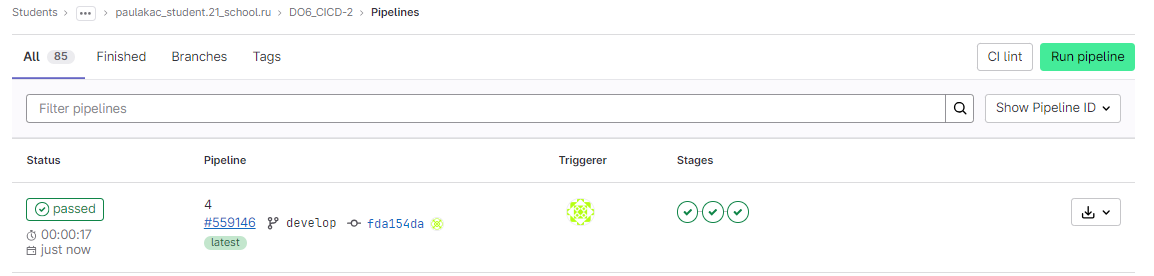 Students > ••• > paulakac_student.21_school.ru > DO6_CICD-2 > Pipelines
All 85 Finished Branches Tags CI lint Run pipeline
Filter pipelines Show Pipeline ID
Status Pipeline Triggerer Stages
passed 4
#559146 develop fda154da
00:00:17 latest
just now